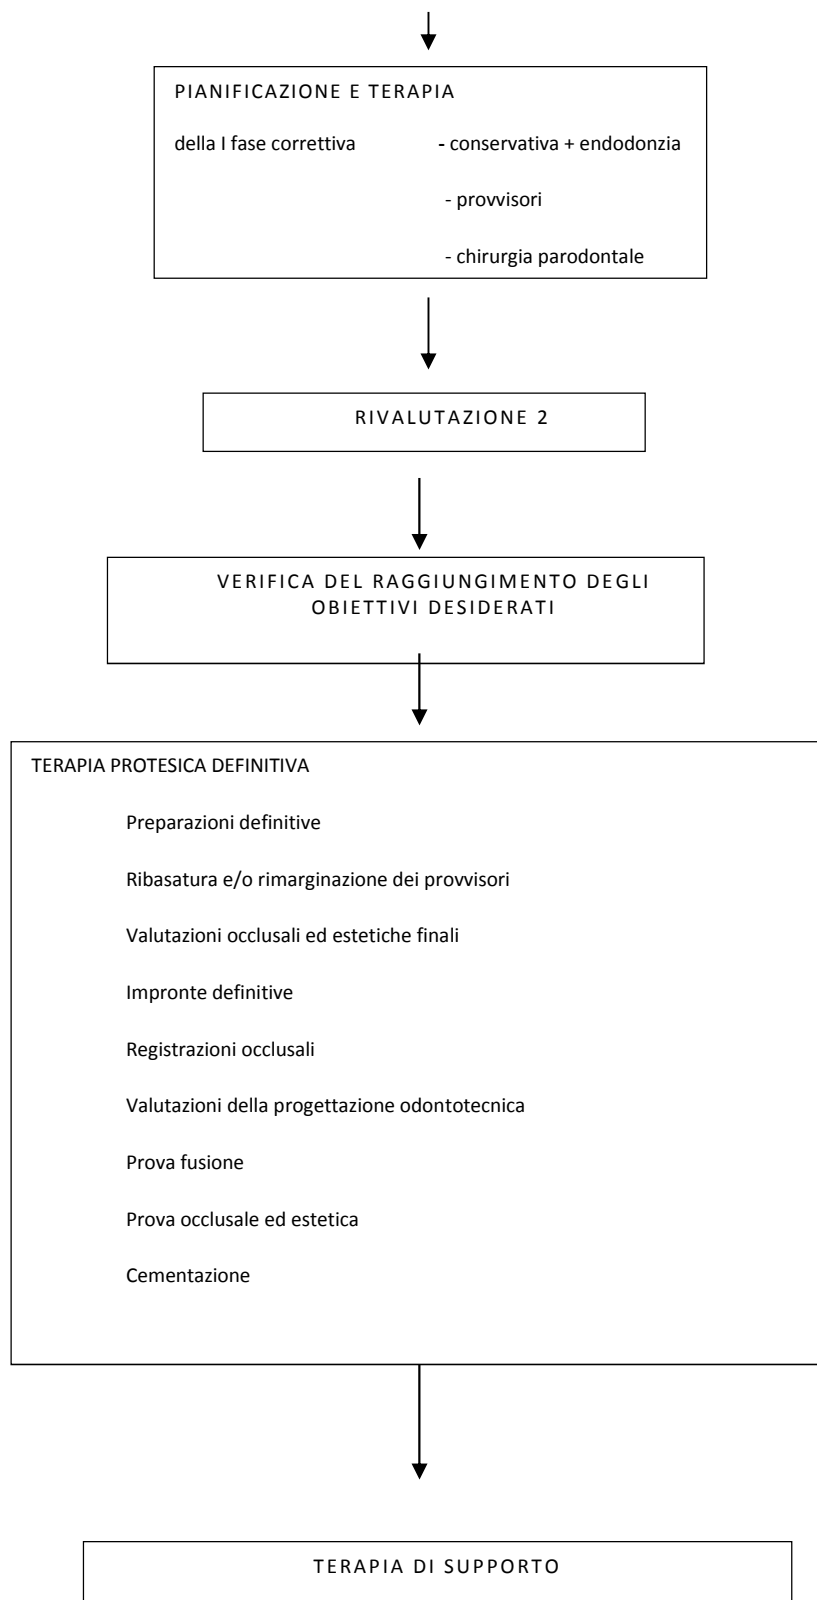 PIANIFICAZIONE E TERAPIA
della I fase correttiva - conservativa + endodonzia
- provvisori
- chirurgia parodontale
RIVALUTAZIONE 2
VERIFICA DEL RAGGIUNGIMENTO DEGLI
OBIETTIVI DESIDERATI
TERAPIA PROTESICA DEFINITIVA
Preparazioni definitive
Ribasatura e/o rimarginazione dei provvisori
Valutazioni occlusali ed estetiche finali
Impronte definitive
Registrazioni occlusali
Valutazioni della progettazione odontotecnica
Prova fusione
Prova occlusale ed estetica
Cementazione
TERAPIA DI SUPPORTO